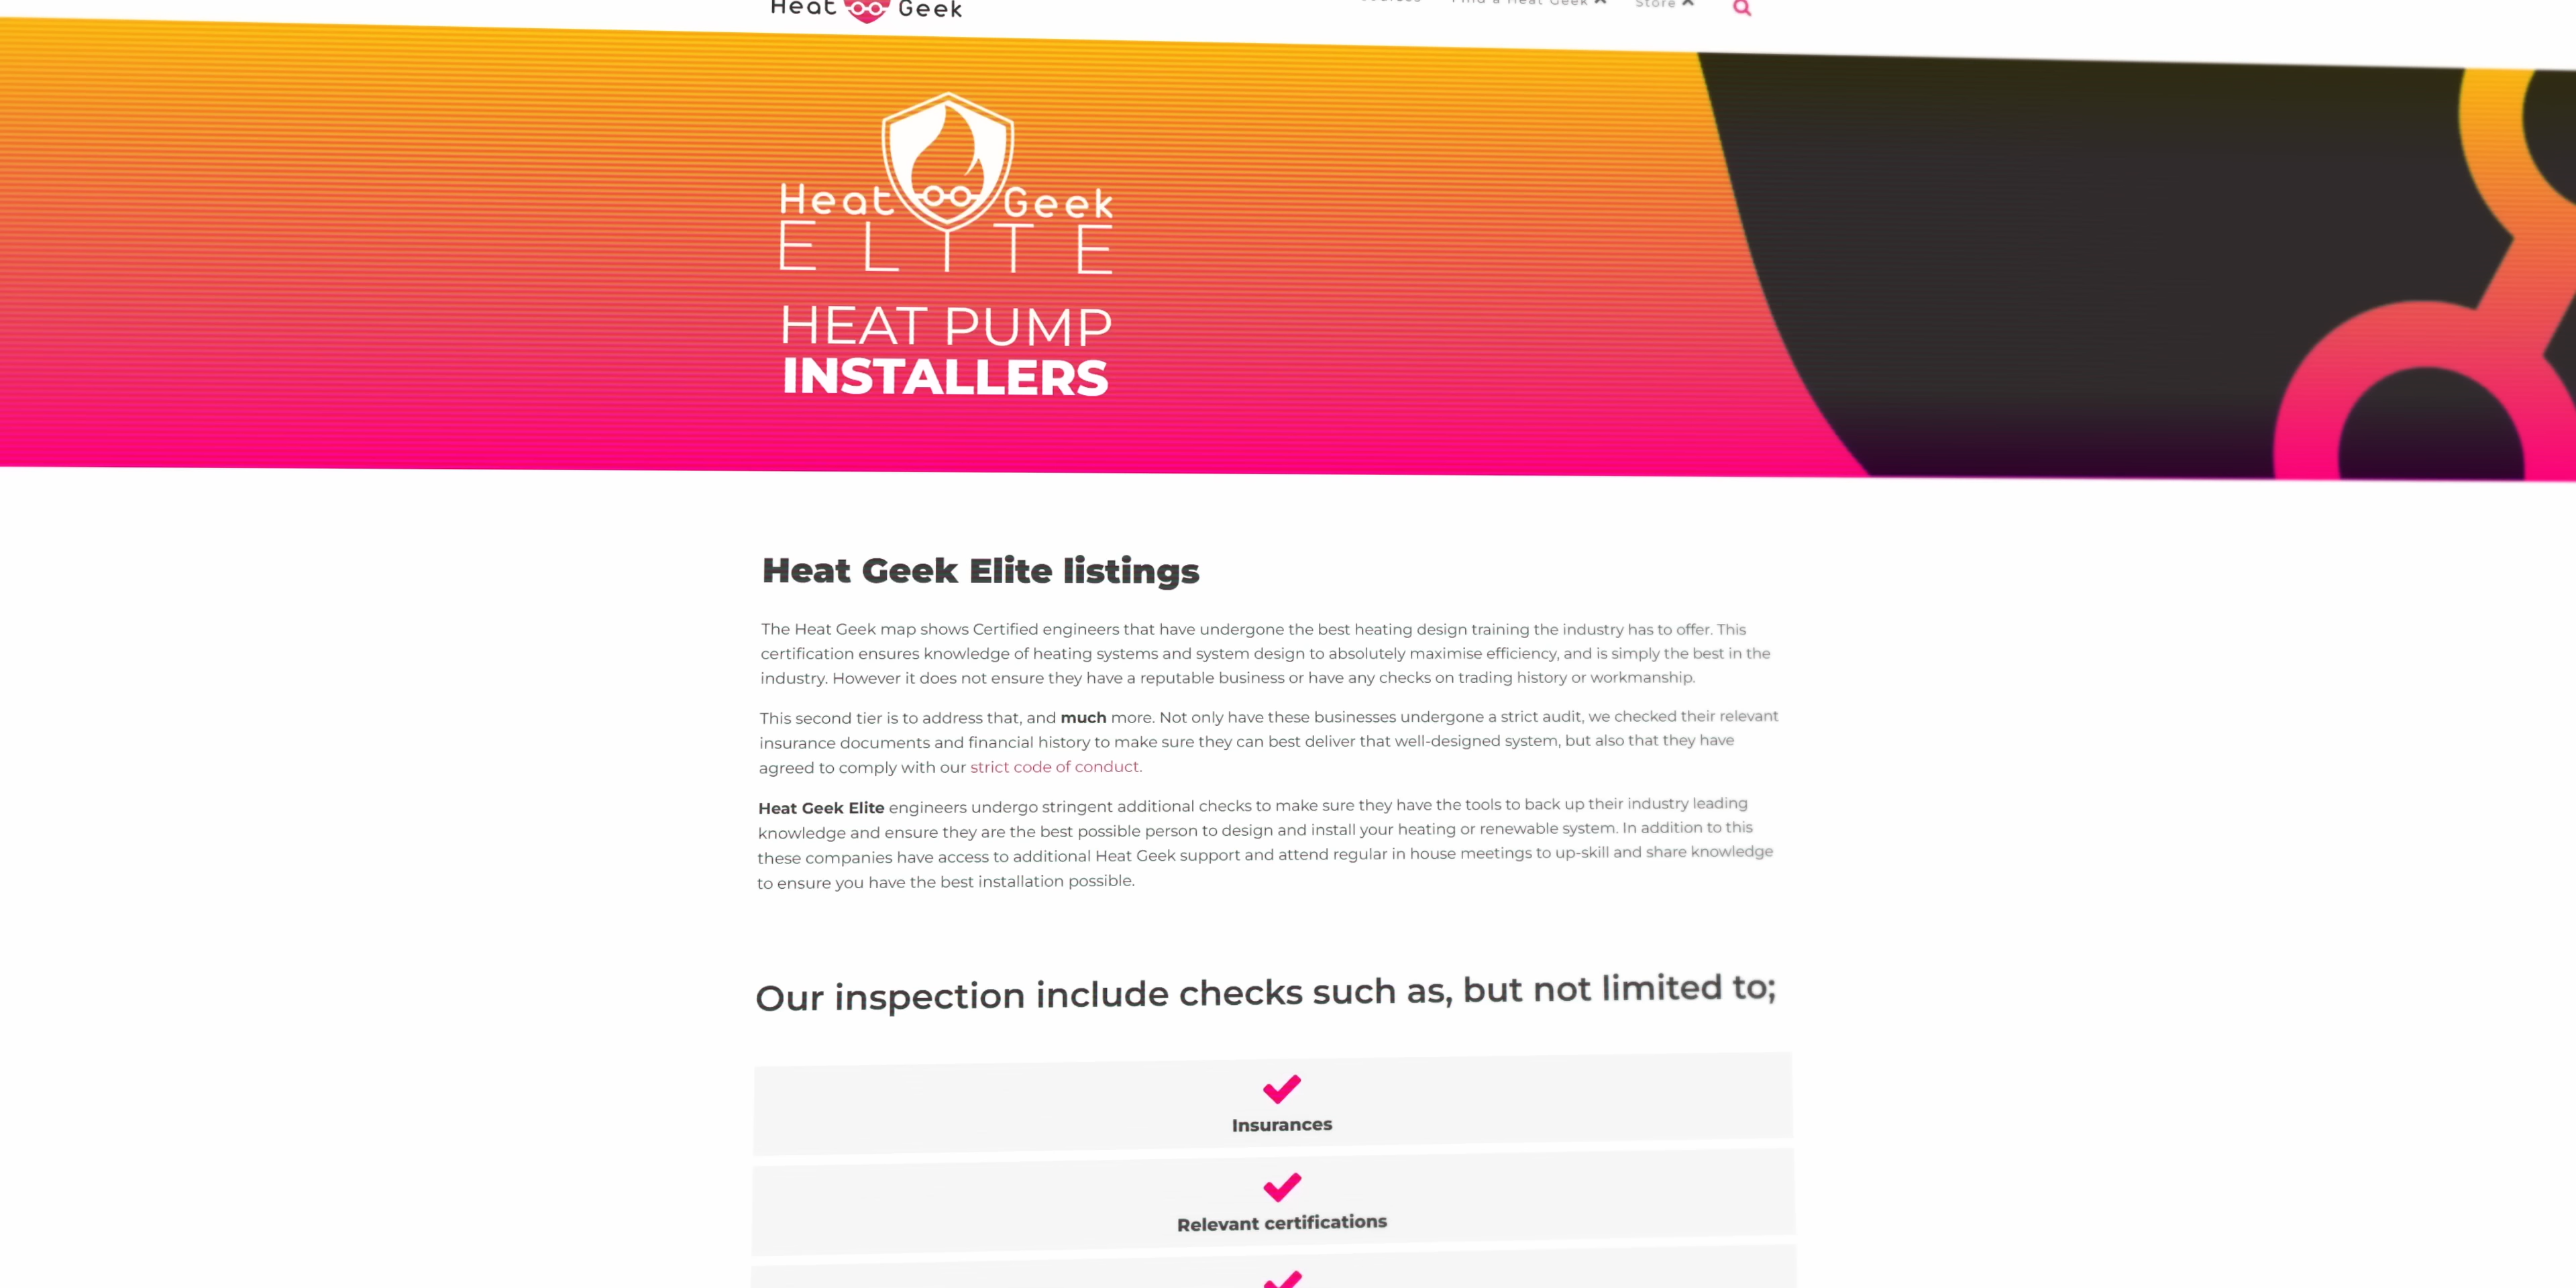 Heat Geek
Find a Heat Geek
Store
Heat Geek
ELITE
HEAT PUMP
INSTALLERS
Heat Geek Elite listings
The Heat Geek map shows Certified engineers that have undergone the best heating design training the industry has to offer. This
certification ensures knowledge of heating systems and system design to absolutely maximise efficiency, and is simply the best in the
industry. However it does not ensure they have a reputable business or have any checks on trading history or workmanship.
This second tier is to address that, and much more. Not only have these businesses undergone a strict audit, we checked their relevant
insurance documents and financial history to make sure they can best deliver that well-designed system, but also that they have
agreed to comply with our strict code of conduct.
Heat Geek Elite engineers undergo stringent additional checks to make sure they have the tools to back up their industry leading
knowledge and ensure they are the best possible person to design and install your heating or renewable system. In addition to this
these companies have access to additional Heat Geek support and attend regular in house meetings to up-skill and share knowledge
to ensure you have the best installation possible.
Our inspection include checks such as, but not limited to;
Insurances
Relevant certifications